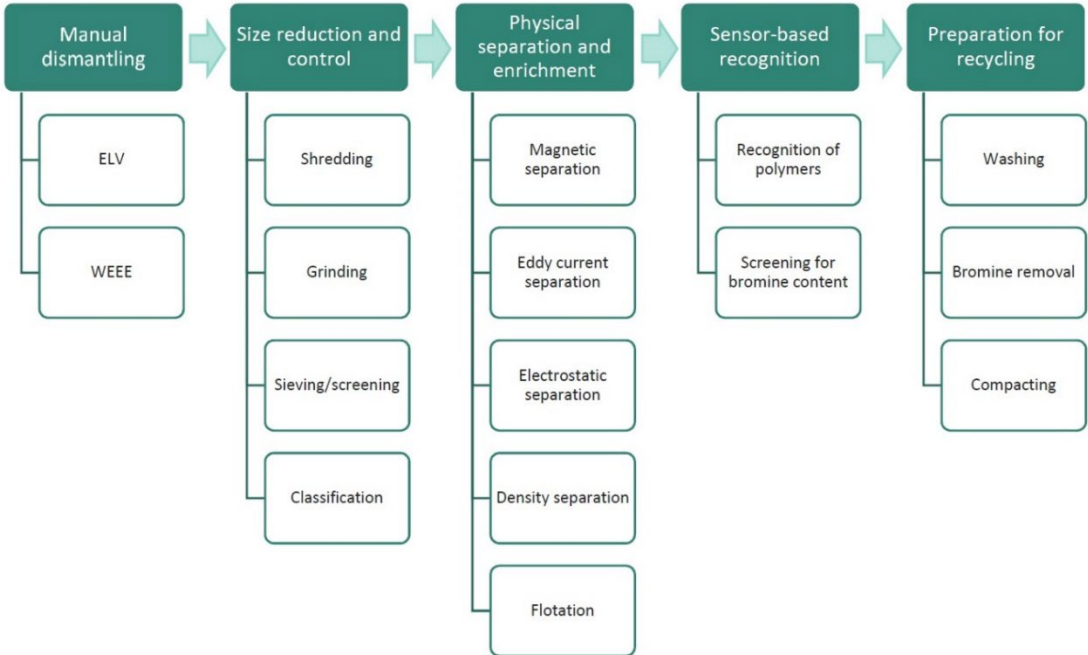 Manual
dismantling
ELV
WEEE
Size reduction and
control
Shredding
Grinding
Sieving/screening
Classification
Physical
separation and
enrichment
Magnetic
separation
Eddy current
separation
Electrostatic
separation
Density separation
Flotation
Sensor-based
recognition
Recognition of
polymers
Screening for
bromine content
Preparation for
recycling
Washing
Bromine removal
Compacting